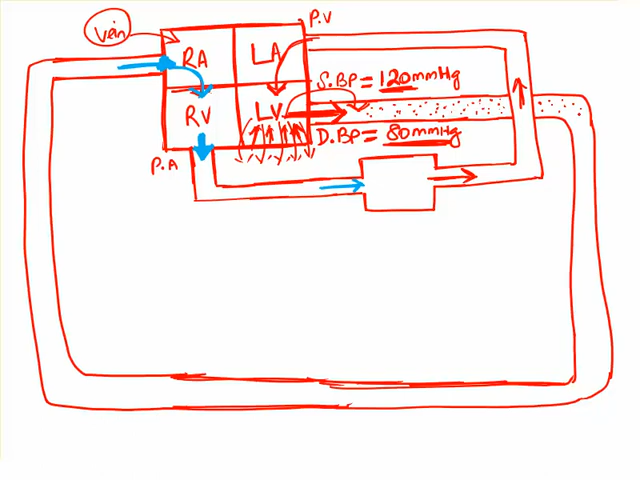 P.V
vein
RA
LA
S.BP = 120mmHg
RV
LV
D.BP = 80mmHg
P.A